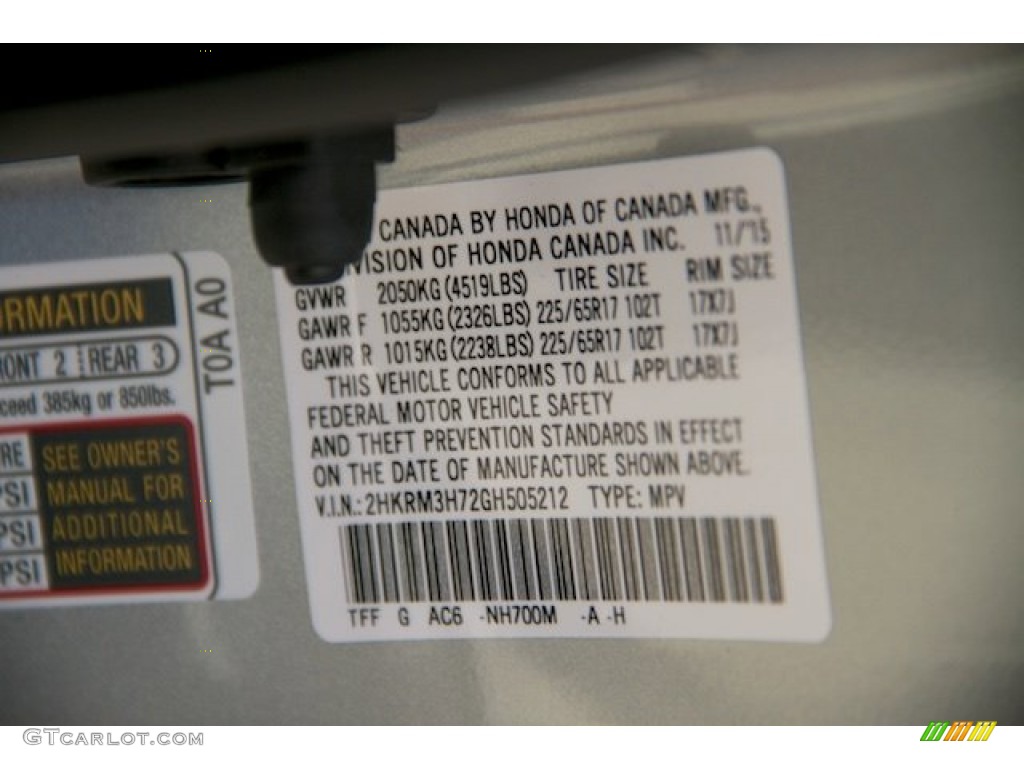 CANADA BY HONDA OF CANADA MFG.,
VISION OF HONDA CANADA INC. 11/15
GVWR 2050KG (4519LBS) TIRE SIZE RIM SIZE
GAWR F 1055KG (2326LBS) 225/65R17 102T 17X7J
GAWR R 1015KG (2238LBS) 225/65R17 102T 17X7J
THIS VEHICLE CONFORMS TO ALL APPLICABLE
FEDERAL MOTOR VEHICLE SAFETY
AND THEFT PREVENTION STANDARDS IN EFFECT
ON THE DATE OF MANUFACTURE SHOWN ABOVE.
V.I.N.: 2HKRM3H72GH505212 TYPE: MPV
TFF G AC6 -NH700M -A -H
RMATION
RONT 2 REAR 3
ceed 385kg or 850lbs.
RE
PSI
PSI
PSI
SEE OWNER'S
MANUAL FOR
ADDITIONAL
INFORMATION
T0A A0
GTCARLOT.COM